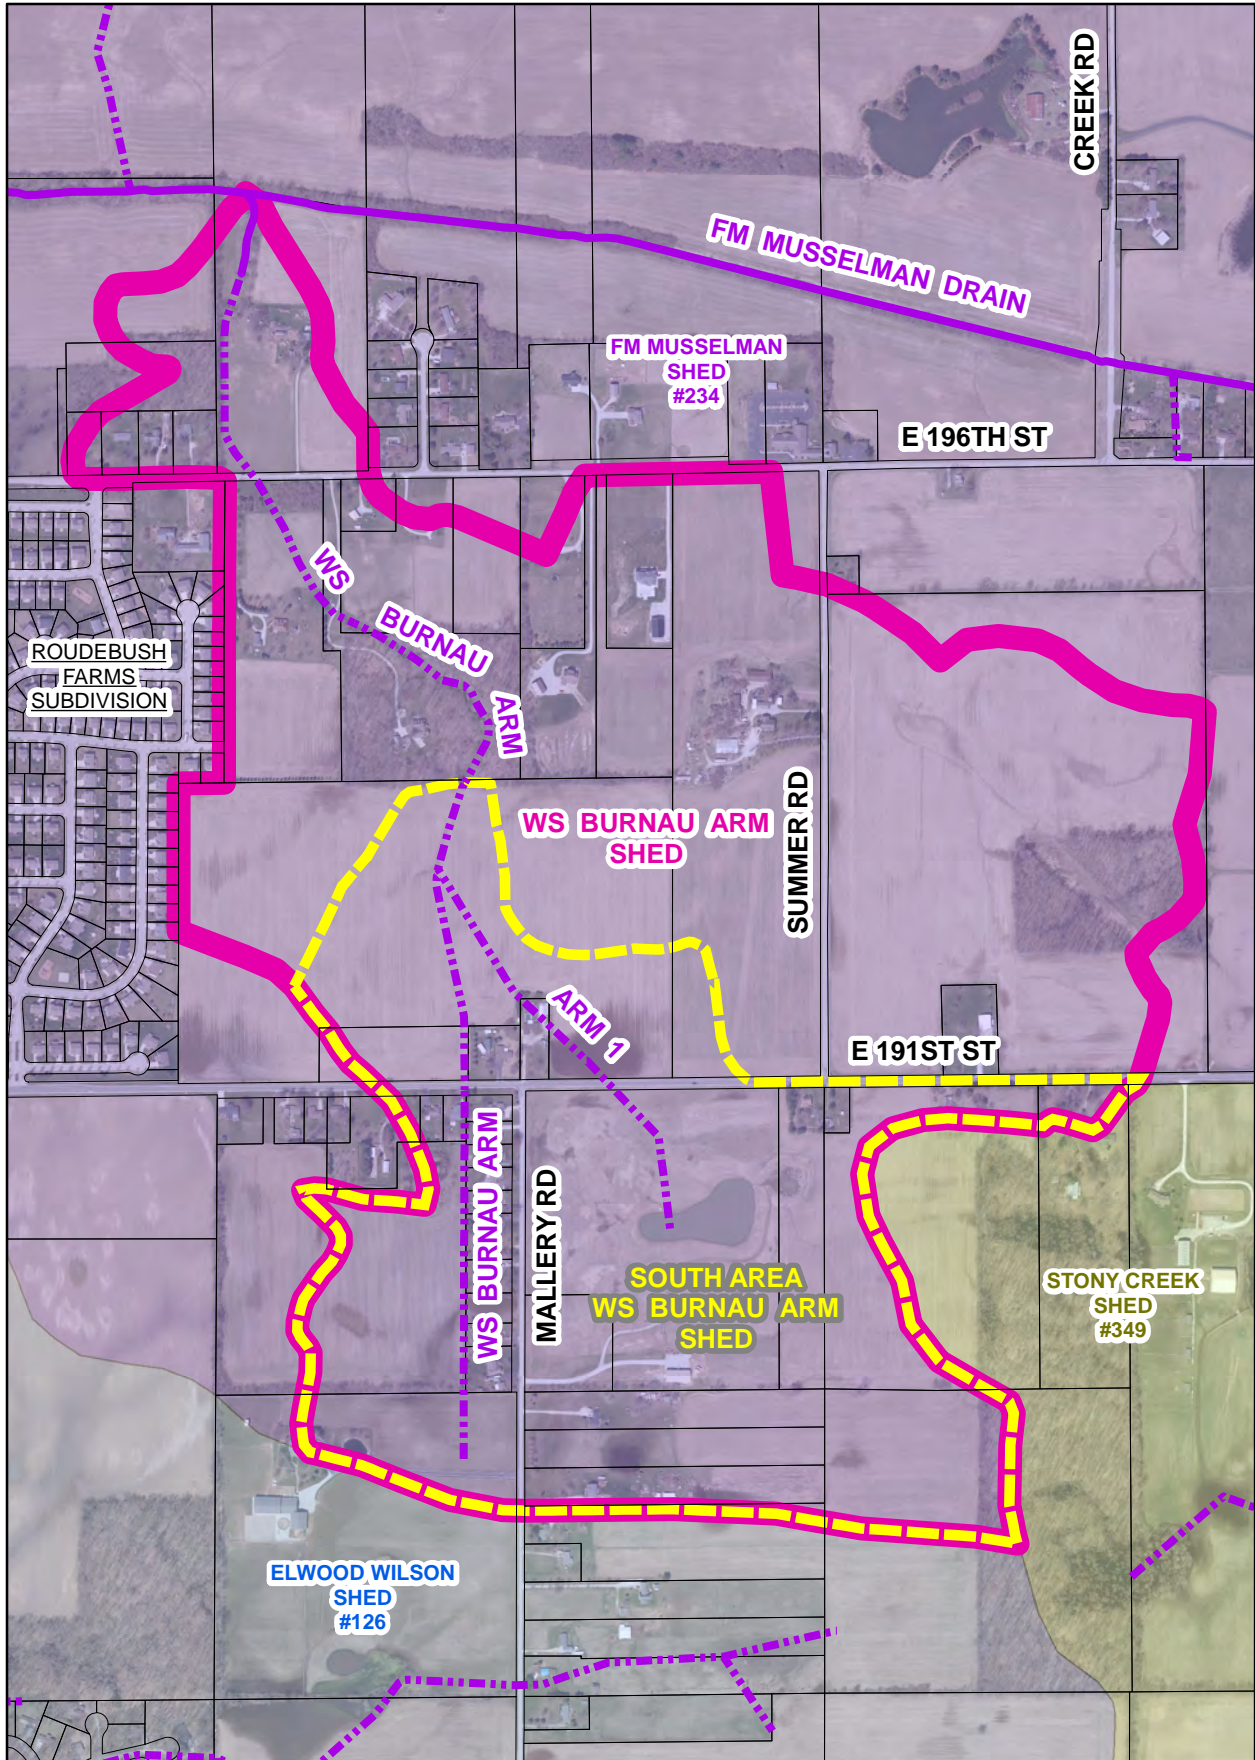 CREEK RD
FM MUSSELMAN DRAIN
FM MUSSELMAN
SHED
#234
E 196TH ST
WS BURNAU ARM
ROUDEBUSH
FARMS
SUBDIVISION
WS BURNAU ARM
SHED
SUMMER RD
ARM 1
E 191ST ST
WS BURNAU ARM
MALLERY RD
SOUTH AREA
WS BURNAU ARM
SHED
STONY CREEK
SHED
#349
ELWOOD WILSON
SHED
#126